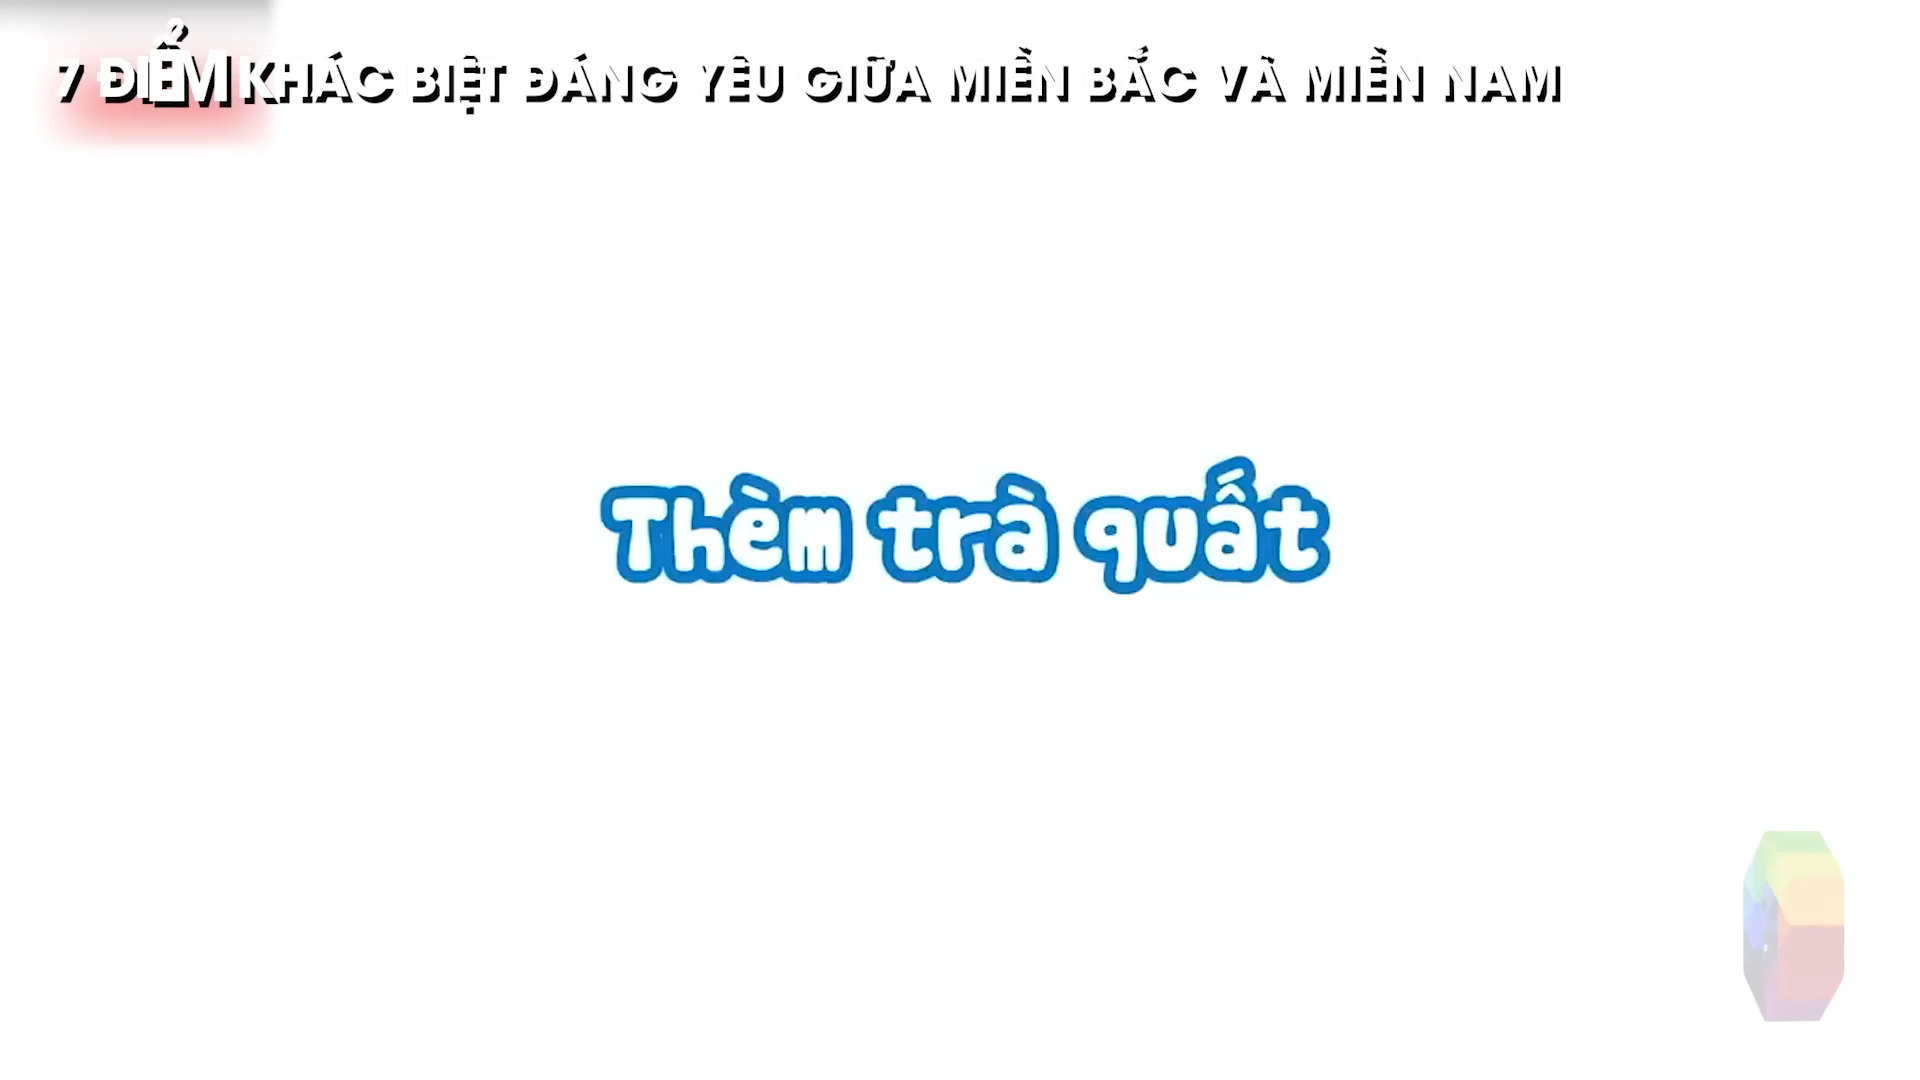 7 ĐIỂM KHÁC BIỆT ĐÁNG YÊU GIỮA MIỀN BẮC VÀ MIỀN NAM
Thèm trà quất